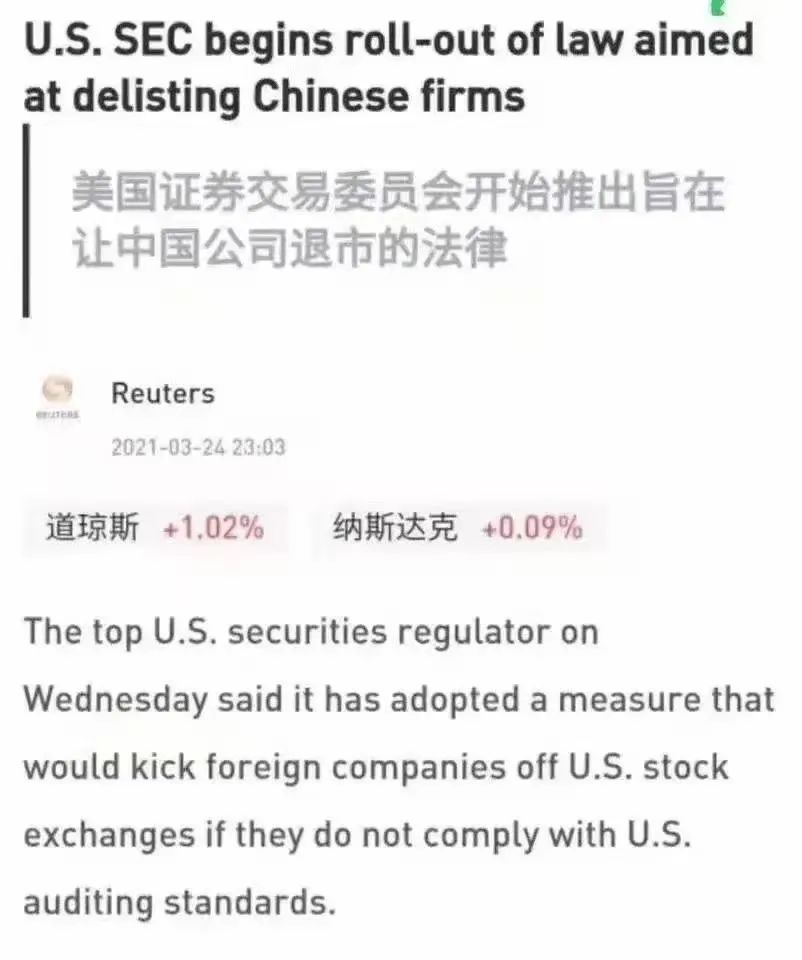 U.S. SEC begins roll-out of law aimed
at delisting Chinese firms
美国证券交易委员会开始推出旨在
让中国公司退市的法律
REUTERS
Reuters
2021-03-24 23:03
道琼斯 +1.02% 纳斯达克 +0.09%
The top U.S. securities regulator on
Wednesday said it has adopted a measure that
would kick foreign companies off U.S. stock
exchanges if they do not comply with U.S.
auditing standards.